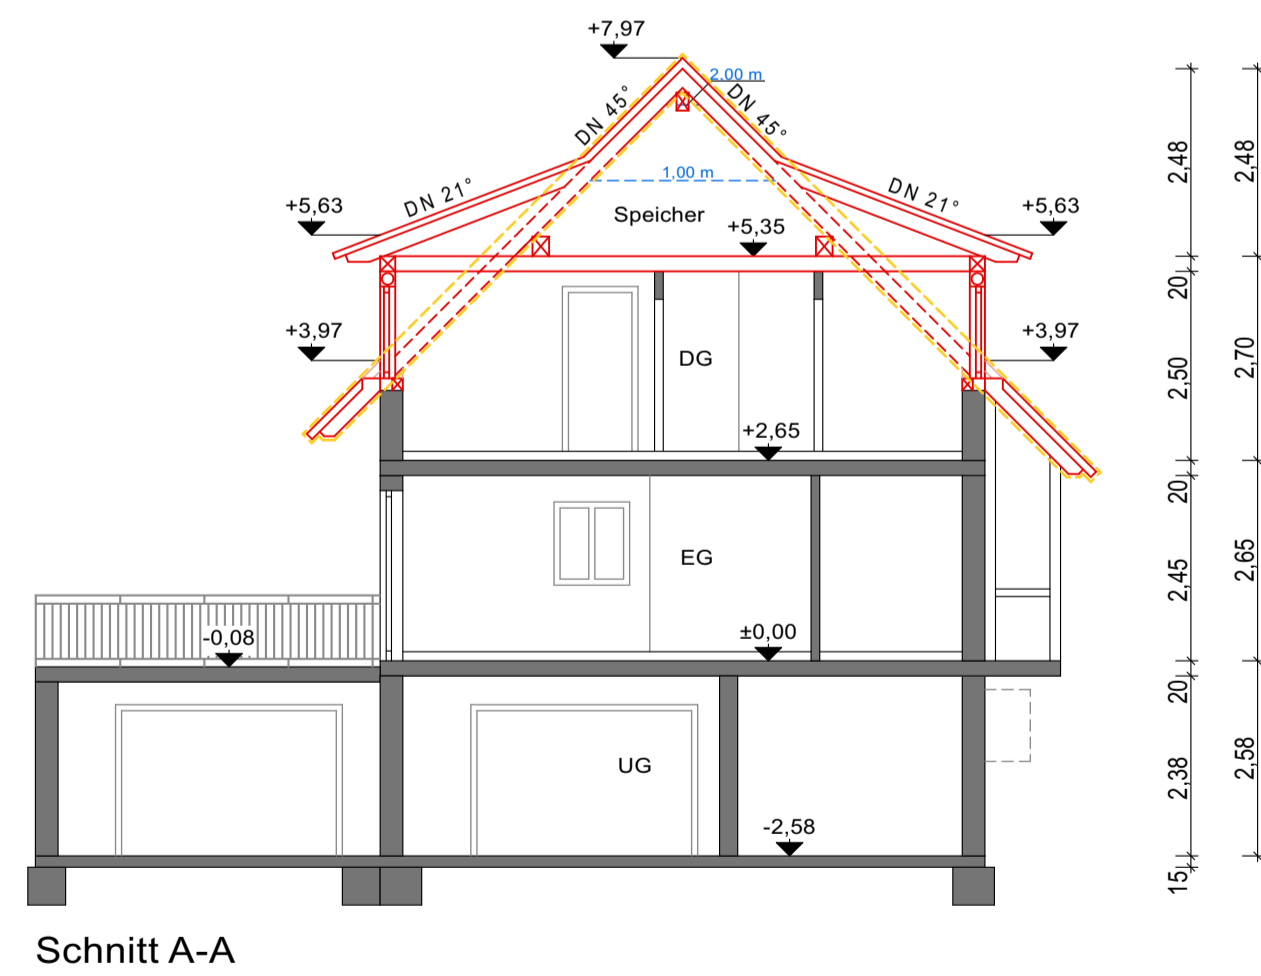 +7,97
2.00 m
DN 45°
DN 45°
1,00 m
DN 21°
DN 21°
+5,63
Speicher
+5,35
+5,63
+3,97
DG
+3,97
+2,65
EG
-0,08
±0,00
UG
-2,58
2,48
20
2,50
20
2,45
20
2,38
15
2,48
2,70
2,65
2,58
Schnitt A-A